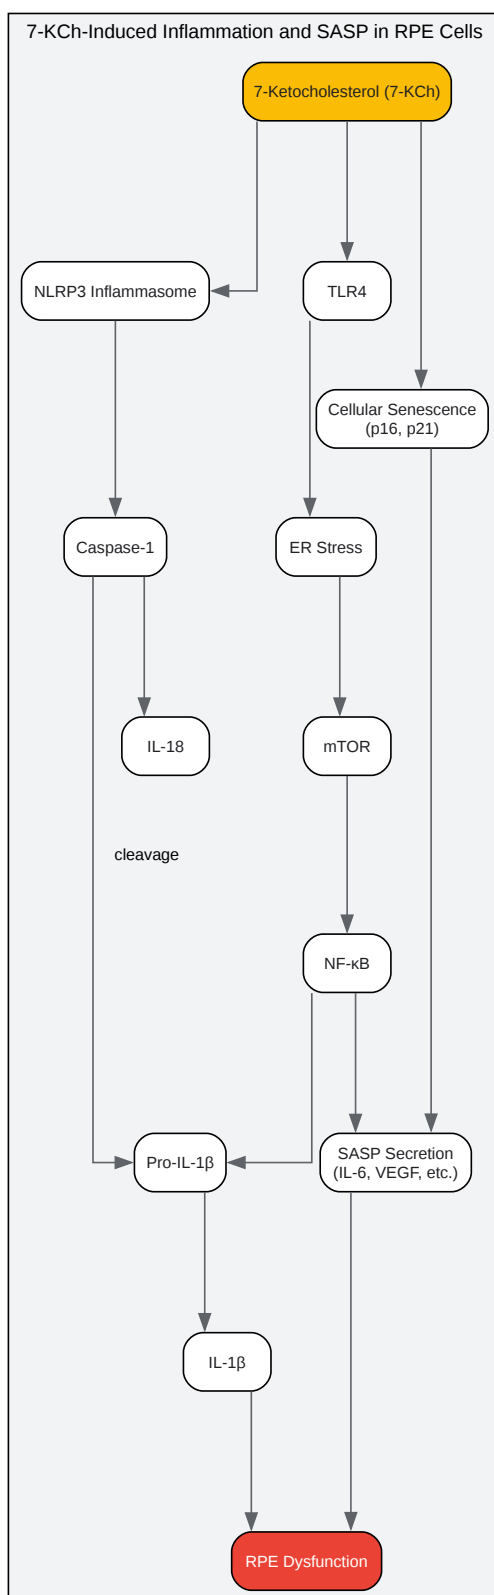 7-KCh-Induced Inflammation and SASP in RPE Cells
7-Ketocholesterol (7-KCh)
NLRP3 Inflammasome
TLR4
Cellular Senescence
(p16, p21)
Caspase-1
ER Stress
IL-18
mTOR
cleavage
NF-κB
Pro-IL-1β
SASP Secretion
(IL-6, VEGF, etc.)
IL-1β
RPE Dysfunction